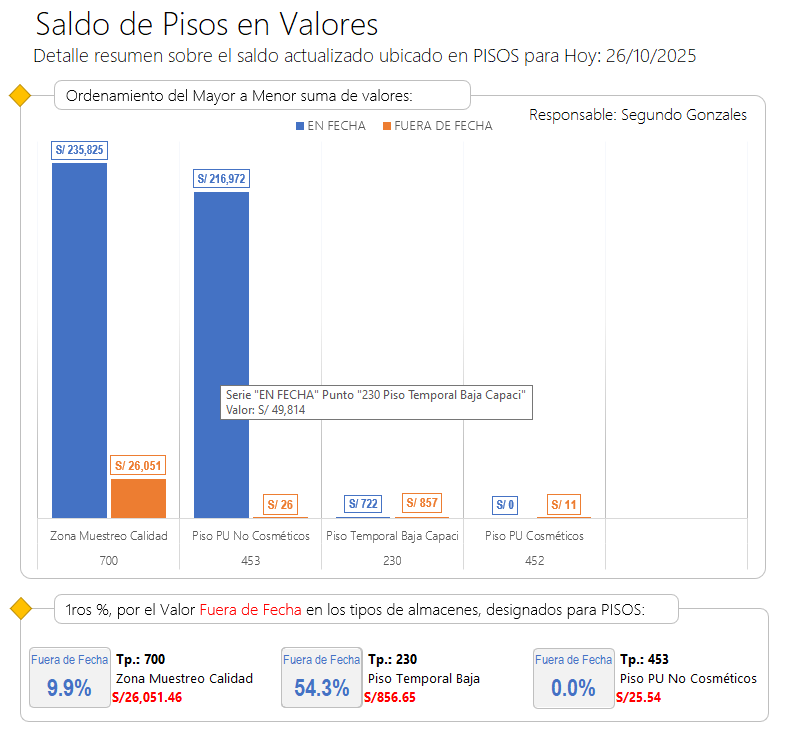 Saldo de Pisos en Valores
Detalle resumen sobre el saldo actualizado ubicado en PISOS para Hoy: 26/10/2025
Ordenamiento del Mayor a Menor suma de valores:
Responsable: Segundo Gonzales
EN FECHA FUERA DE FECHA
S/ 235,825
S/ 216,972
Serie "EN FECHA" Punto "230 Piso Temporal Baja Capaci"
Valor: S/ 49,814
S/ 26,051
S/ 26
S/ 722
S/ 857
S/ 0
S/ 11
Zona Muestreo Calidad Piso PU No Cosméticos Piso Temporal Baja Capaci Piso PU Cosméticos
700 453 230 452
1ros %, por el Valor Fuera de Fecha en los tipos de almacenes, designados para PISOS:
Fuera de Fecha
9.9%
Tp.: 700
Zona Muestreo Calidad
S/26,051.46
Fuera de Fecha
54.3%
Tp.: 230
Piso Temporal Baja
S/856.65
Fuera de Fecha
0.0%
Tp.: 453
Piso PU No Cosméticos
S/25.54